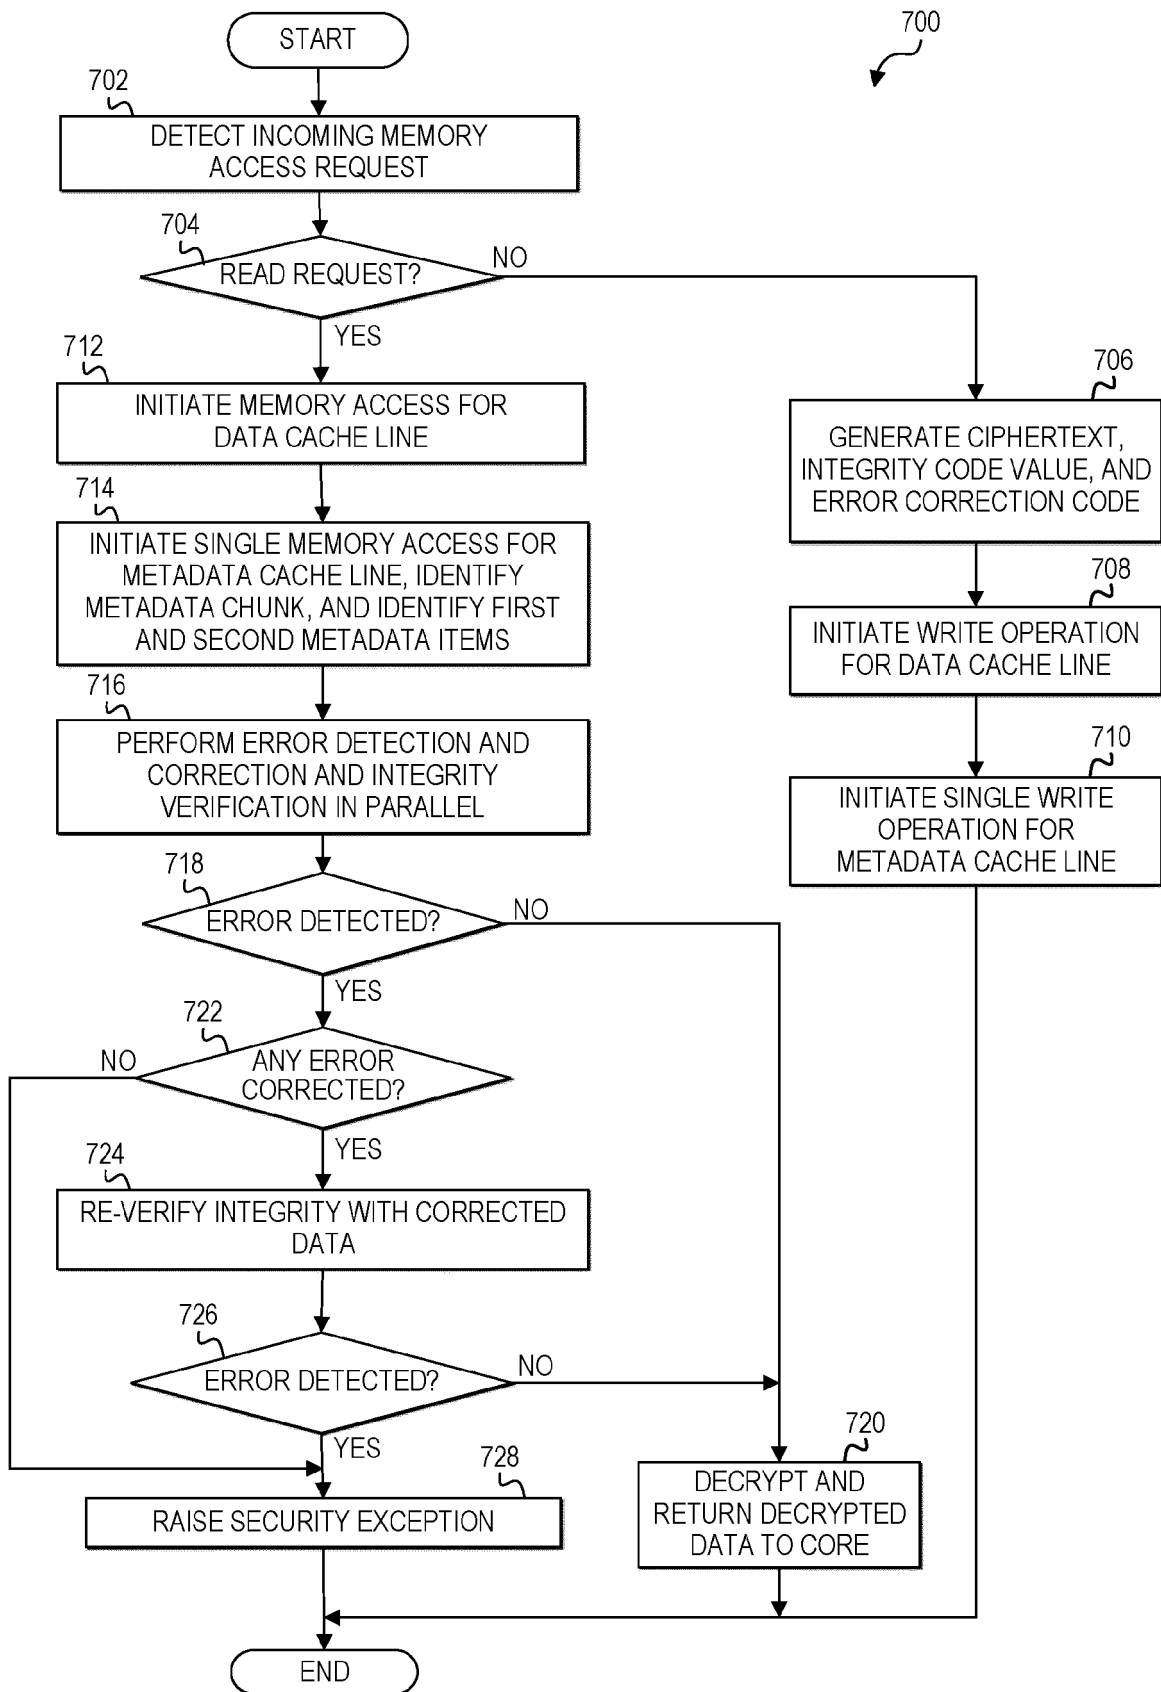 START
700
702
DETECT INCOMING MEMORY
ACCESS REQUEST
704
READ REQUEST?
NO
YES
712
INITIATE MEMORY ACCESS FOR
DATA CACHE LINE
706
GENERATE CIPHERTEXT,
INTEGRITY CODE VALUE, AND
ERROR CORRECTION CODE
714
INITIATE SINGLE MEMORY ACCESS FOR
METADATA CACHE LINE, IDENTIFY
METADATA CHUNK, AND IDENTIFY FIRST
AND SECOND METADATA ITEMS
708
INITIATE WRITE OPERATION
FOR DATA CACHE LINE
716
PERFORM ERROR DETECTION AND
CORRECTION AND INTEGRITY
VERIFICATION IN PARALLEL
710
INITIATE SINGLE WRITE
OPERATION FOR
METADATA CACHE LINE
718
ERROR DETECTED?
NO
YES
722
NO
ANY ERROR
CORRECTED?
YES
724
RE-VERIFY INTEGRITY WITH CORRECTED
DATA
726
ERROR DETECTED?
NO
YES
728
RAISE SECURITY EXCEPTION
720
DECRYPT AND
RETURN DECRYPTED
DATA TO CORE
END